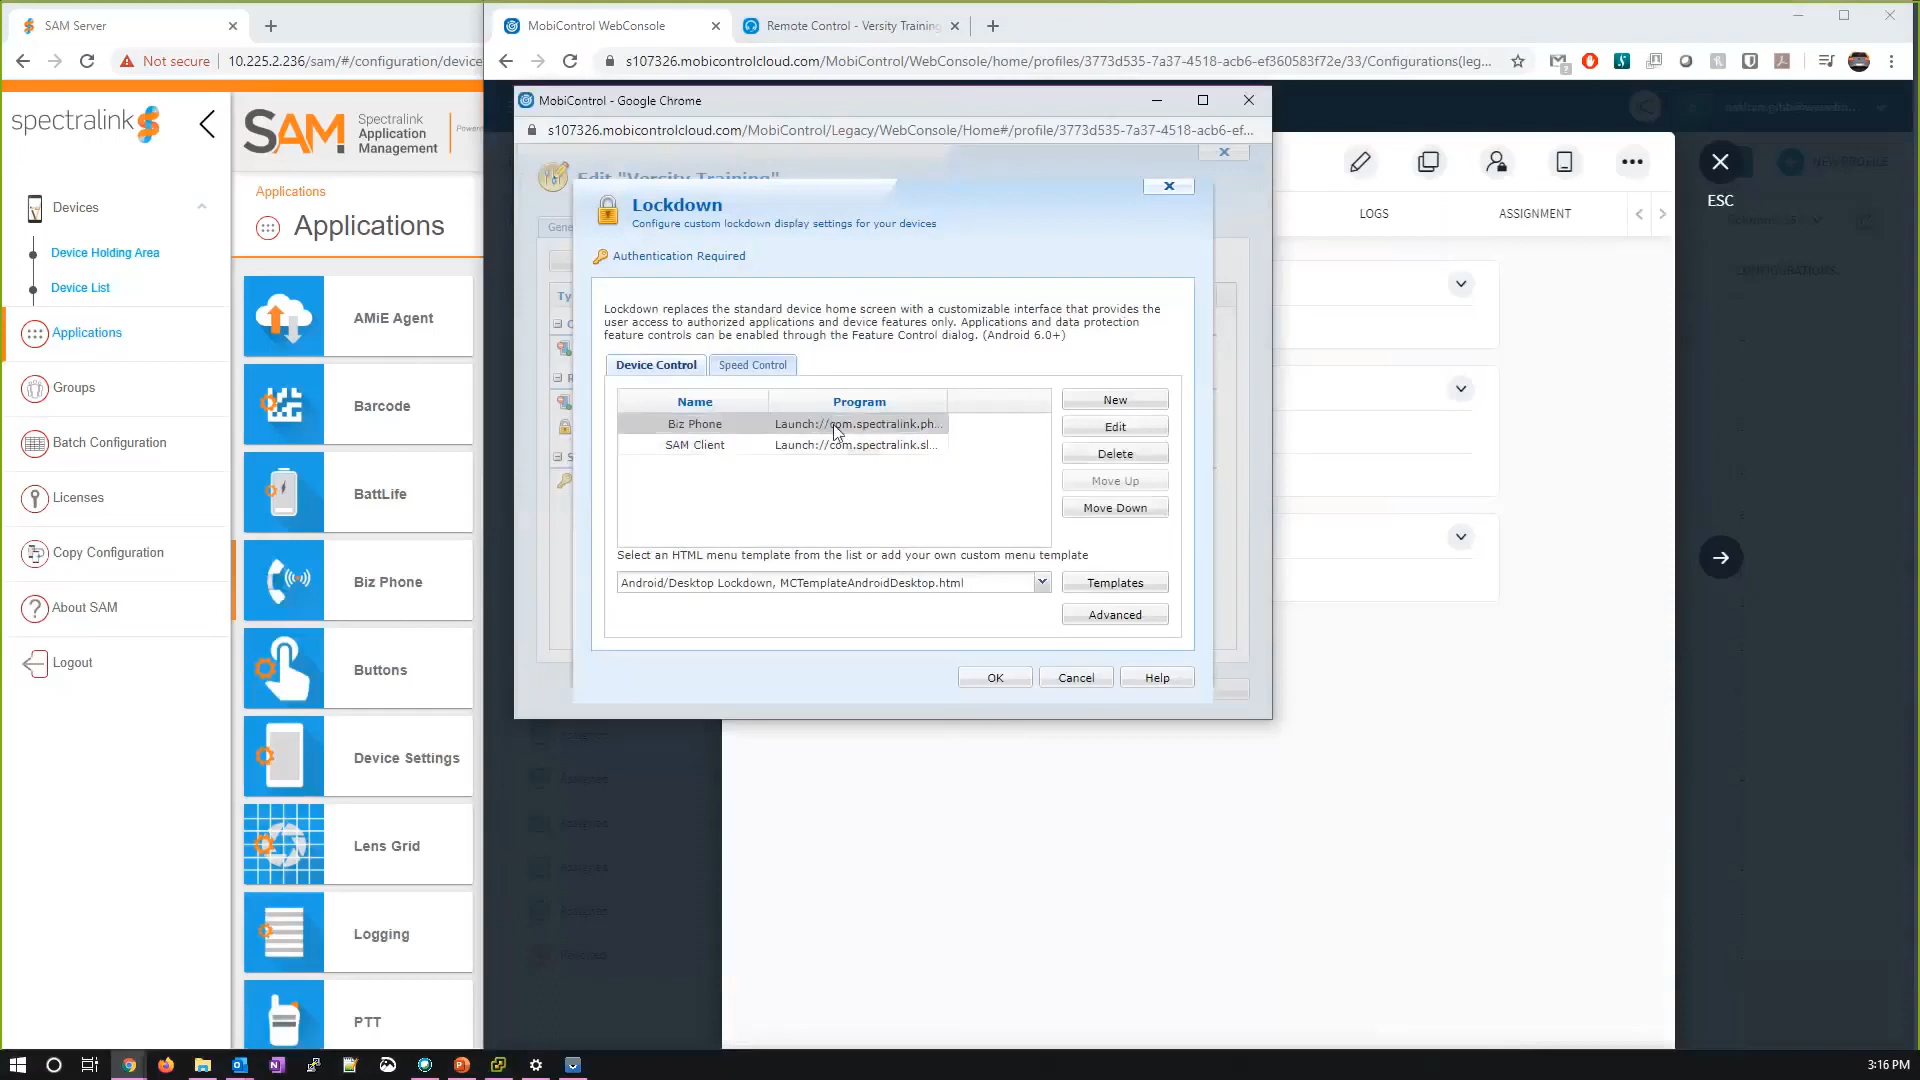 SAM Server
MobiControl WebConsole
Remote Control - Versity Training
Not secure
10.225.2.236/sam/#/configuration/device
s107326.mobicontrolcloud.com/MobiControl/WebConsole/home/profiles/3773d535-7a37-4518-acb6-ef360583f72e/33/Configurations(leg...
spectralink
SAM
Spectralink
Application
Management
Powere
Devices
Device Holding Area
Device List
Applications
Groups
Batch Configuration
Licenses
Copy Configuration
About SAM
Logout
Applications
Applications
AMiE Agent
Barcode
BattLife
Biz Phone
Buttons
Device Settings
Lens Grid
Logging
PTT
MobiControl - Google Chrome
s107326.mobicontrolcloud.com/MobiControl/Legacy/WebConsole/Home#/profile/3773d535-7a37-4518-acb6-ef...
Edit "Versity Training"
Gene
Ty
Lockdown
Configure custom lockdown display settings for your devices
Authentication Required
Lockdown replaces the standard device home screen with a customizable interface that provides the
user access to authorized applications and device features only. Applications and data protection
feature controls can be enabled through the Feature Control dialog. (Android 6.0+)
Device Control
Speed Control
Name Program
Biz Phone Launch://com.spectralink.ph...
SAM Client Launch://com.spectralink.sl...
New
Edit
Delete
Move Up
Move Down
Select an HTML menu template from the list or add your own custom menu template
Android/Desktop Lockdown, MCTemplateAndroidDesktop.html
Templates
Advanced
OK
Cancel
Help
LOGS
ASSIGNMENT
ESC
NEW PROFILE
CONFIGURATIONS
3:16 PM